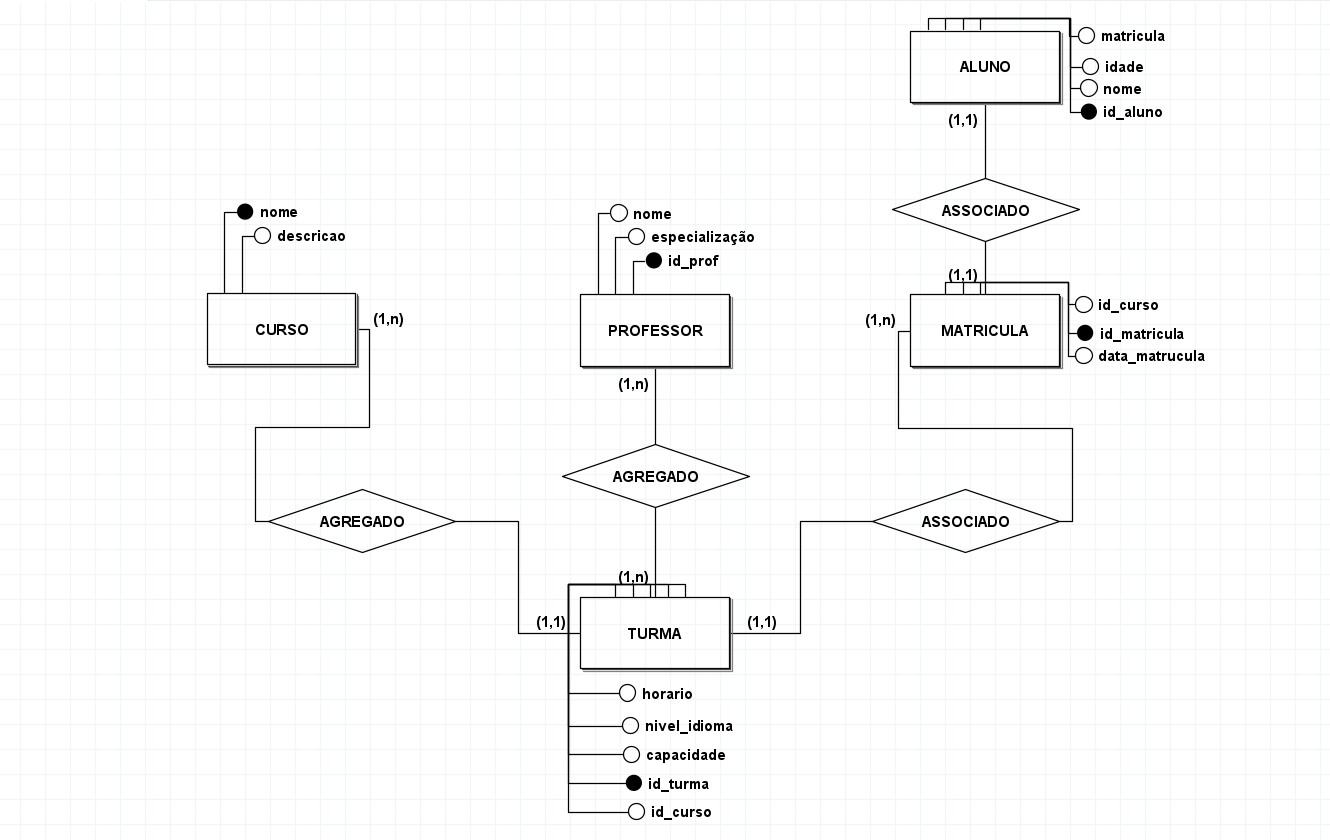 matricula
ALUNO
idade
nome
id_aluno
(1,1)
ASSOCIADO
(1,1)
nome
descricao
CURSO
(1,n)
nome
especialização
id_prof
PROFESSOR
(1,n)
(1,n)
MATRICULA
id_curso
id_matricula
data_matrucula
AGREGADO
AGREGADO
ASSOCIADO
(1,n)
(1,1)
TURMA
(1,1)
horario
nivel_idioma
capacidade
id_turma
id_curso